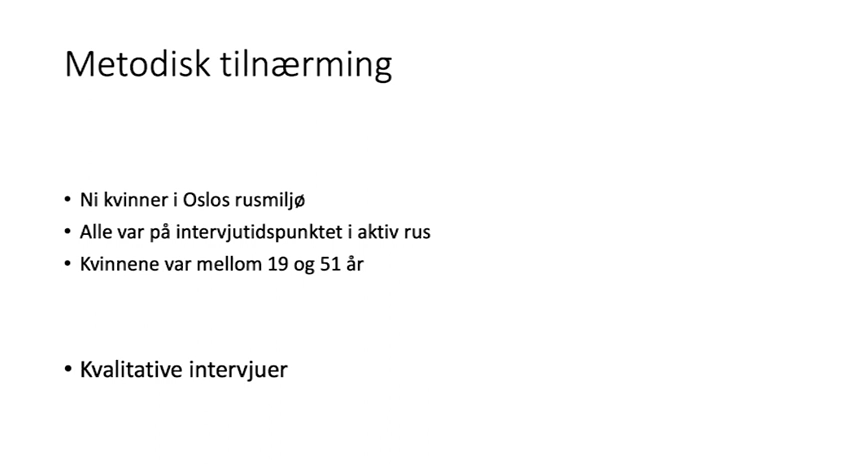 Metodisk tilnærming
• Ni kvinner i Oslos rusmiljø
• Alle var på intervjutidspunktet i aktiv rus
• Kvinnene var mellom 19 og 51 år
• Kvalitative intervjuer